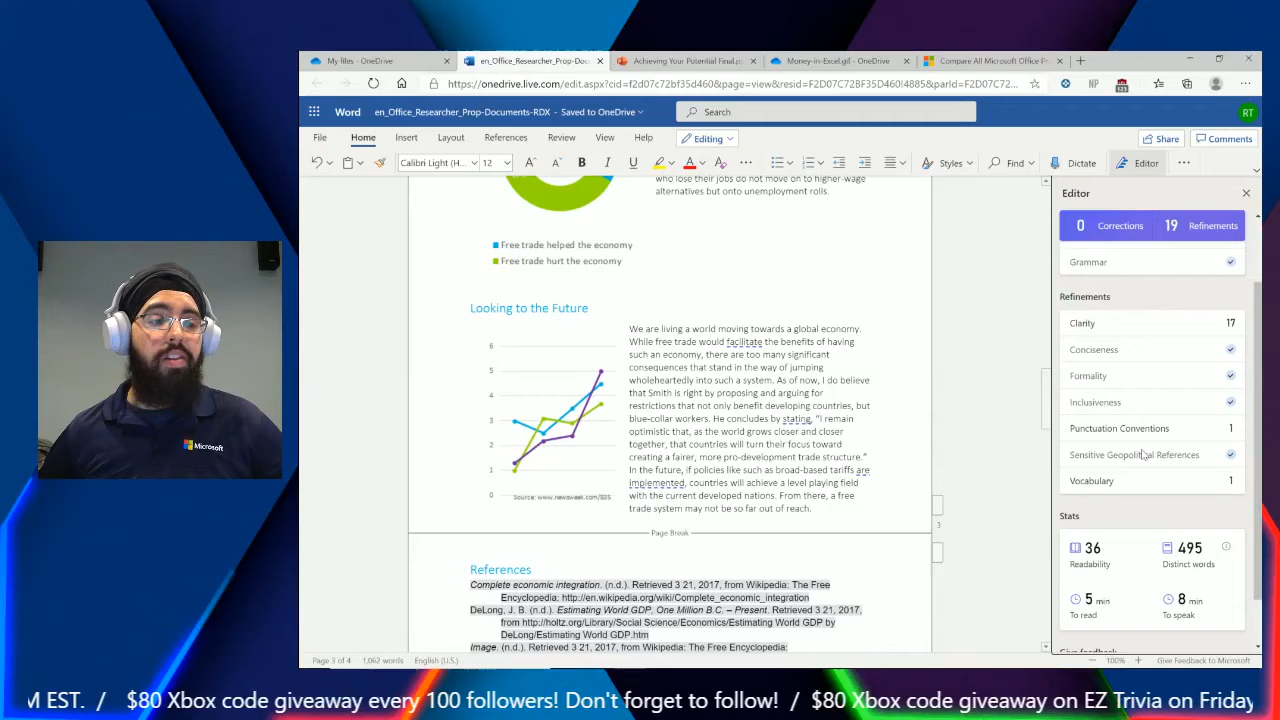 My files - OneDrive
en_Office_Researcher_Prop-Docu
Achieving Your Potential Final.p
Money-in-Excel.gif - OneDrive
Compare All Microsoft Office Pr
https://onedrive.live.com/edit.aspx?cid=f2d07c72bf35d460&page=view&resid=F2D07C72BF35D460!4885&parId=F2D07C72...
NP
Word
en_Office_Researcher_Prop-Documents-RDX - Saved to OneDrive
Search
RT
File
Home
Insert
Layout
References
Review
View
Help
Editing
Share
Comments
Calibri Light (H...
12
B I U
Styles
Find
Dictate
Editor
who lose their jobs do not move on to higher-wage
alternatives but onto unemployment rolls.
Free trade helped the economy
Free trade hurt the economy
Looking to the Future
6
5
4
3
2
1
0
Source: www.newsweek.com/835
We are living a world moving towards a global economy.
While free trade would facilitate the benefits of having
such an economy, there are too many significant
consequences that stand in the way of jumping
wholeheartedly into such a system. As of now, I do believe
that Smith is right by proposing and arguing for
restrictions that not only benefit developing countries, but
blue-collar workers. He concludes by stating, "I remain
optimistic that, as the world grows closer and closer
together, that countries will turn their focus toward
creating a fairer, more pro-development trade structure."
In the future, if policies like such as broad-based tariffs are
implemented, countries will achieve a level playing field
with the current developed nations. From there, a free
trade system may not be so far out of reach.
3
Page Break
References
Complete economic integration. (n.d.). Retrieved 3 21, 2017, from Wikipedia: The Free
Encyclopedia: http://en.wikipedia.org/wiki/Complete_economic_integration
DeLong, J. B. (n.d.). Estimating World GDP, One Million B.C. – Present. Retrieved 3 21, 2017,
from http://holtz.org/Library/Social Science/Economics/Estimating World GDP by
DeLong/Estimating World GDP.htm
Image. (n.d.). Retrieved 3 21, 2017, from Wikipedia: The Free Encyclopedia:
Page 3 of 4
1,062 words
English (U.S.)
100%
Give Feedback to Microsoft
Editor
0 Corrections
19 Refinements
Grammar
Refinements
Clarity 17
Conciseness
Formality
Inclusiveness
Punctuation Conventions 1
Sensitive Geopolitical References
Vocabulary 1
Stats
36
Readability
495
Distinct words
5 min
To read
8 min
To speak
Give feedback
Microsoft
M EST. / $80 Xbox code giveaway every 100 followers! Don't forget to follow! / $80 Xbox code giveaway on EZ Trivia on Friday